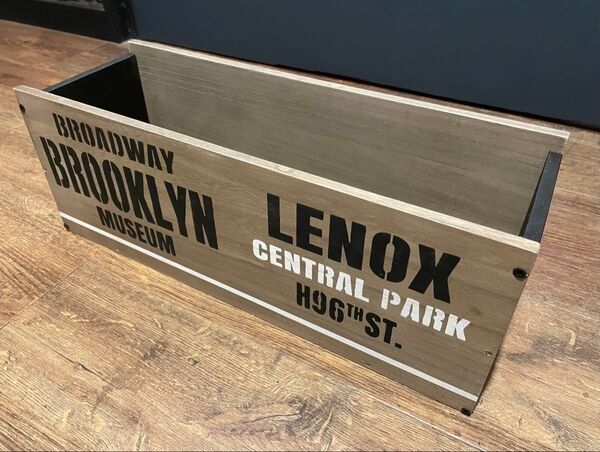 BROADWAY
BROOKLYN
MUSEUM
LENOX
CENTRAL PARK
H96TH ST.